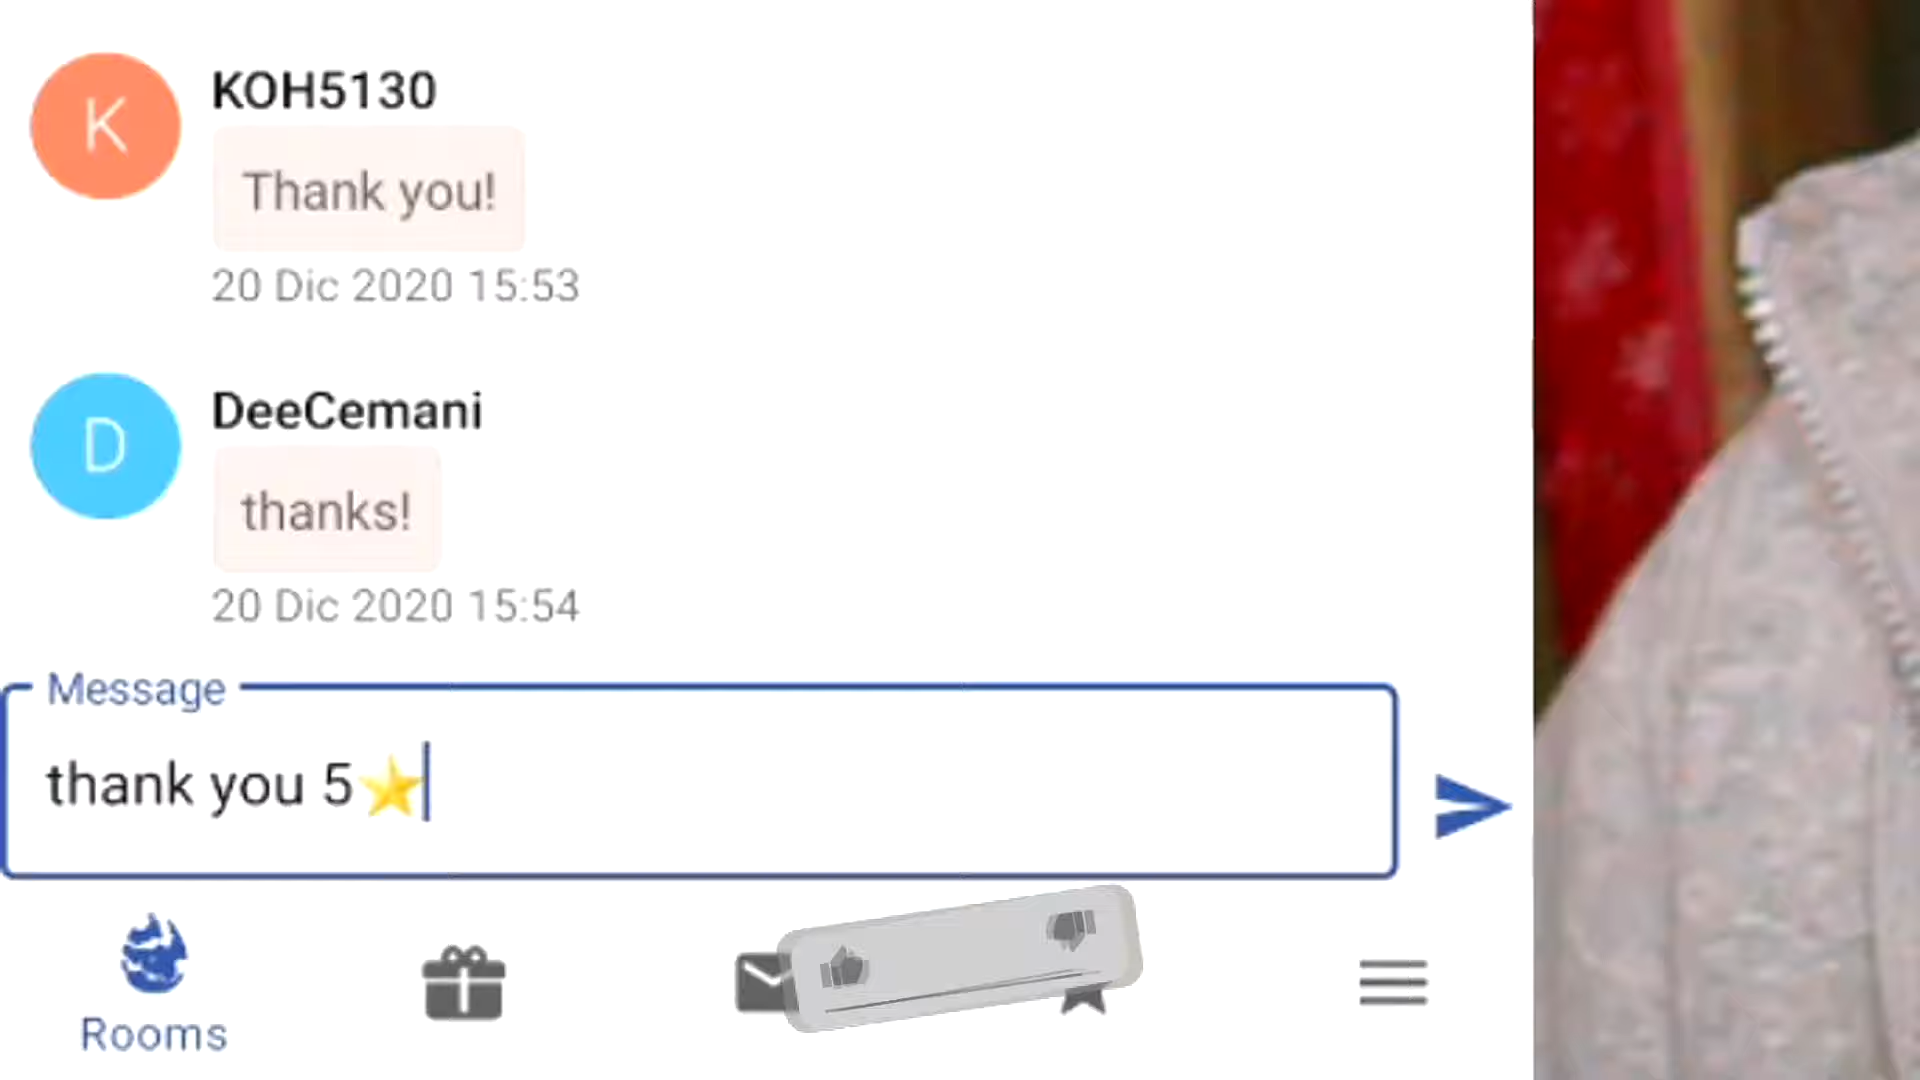 K
KOH5130
Thank you!
20 Dic 2020 15:53
D
DeeCemani
thanks!
20 Dic 2020 15:54
Message
thank you 5⭐
Rooms